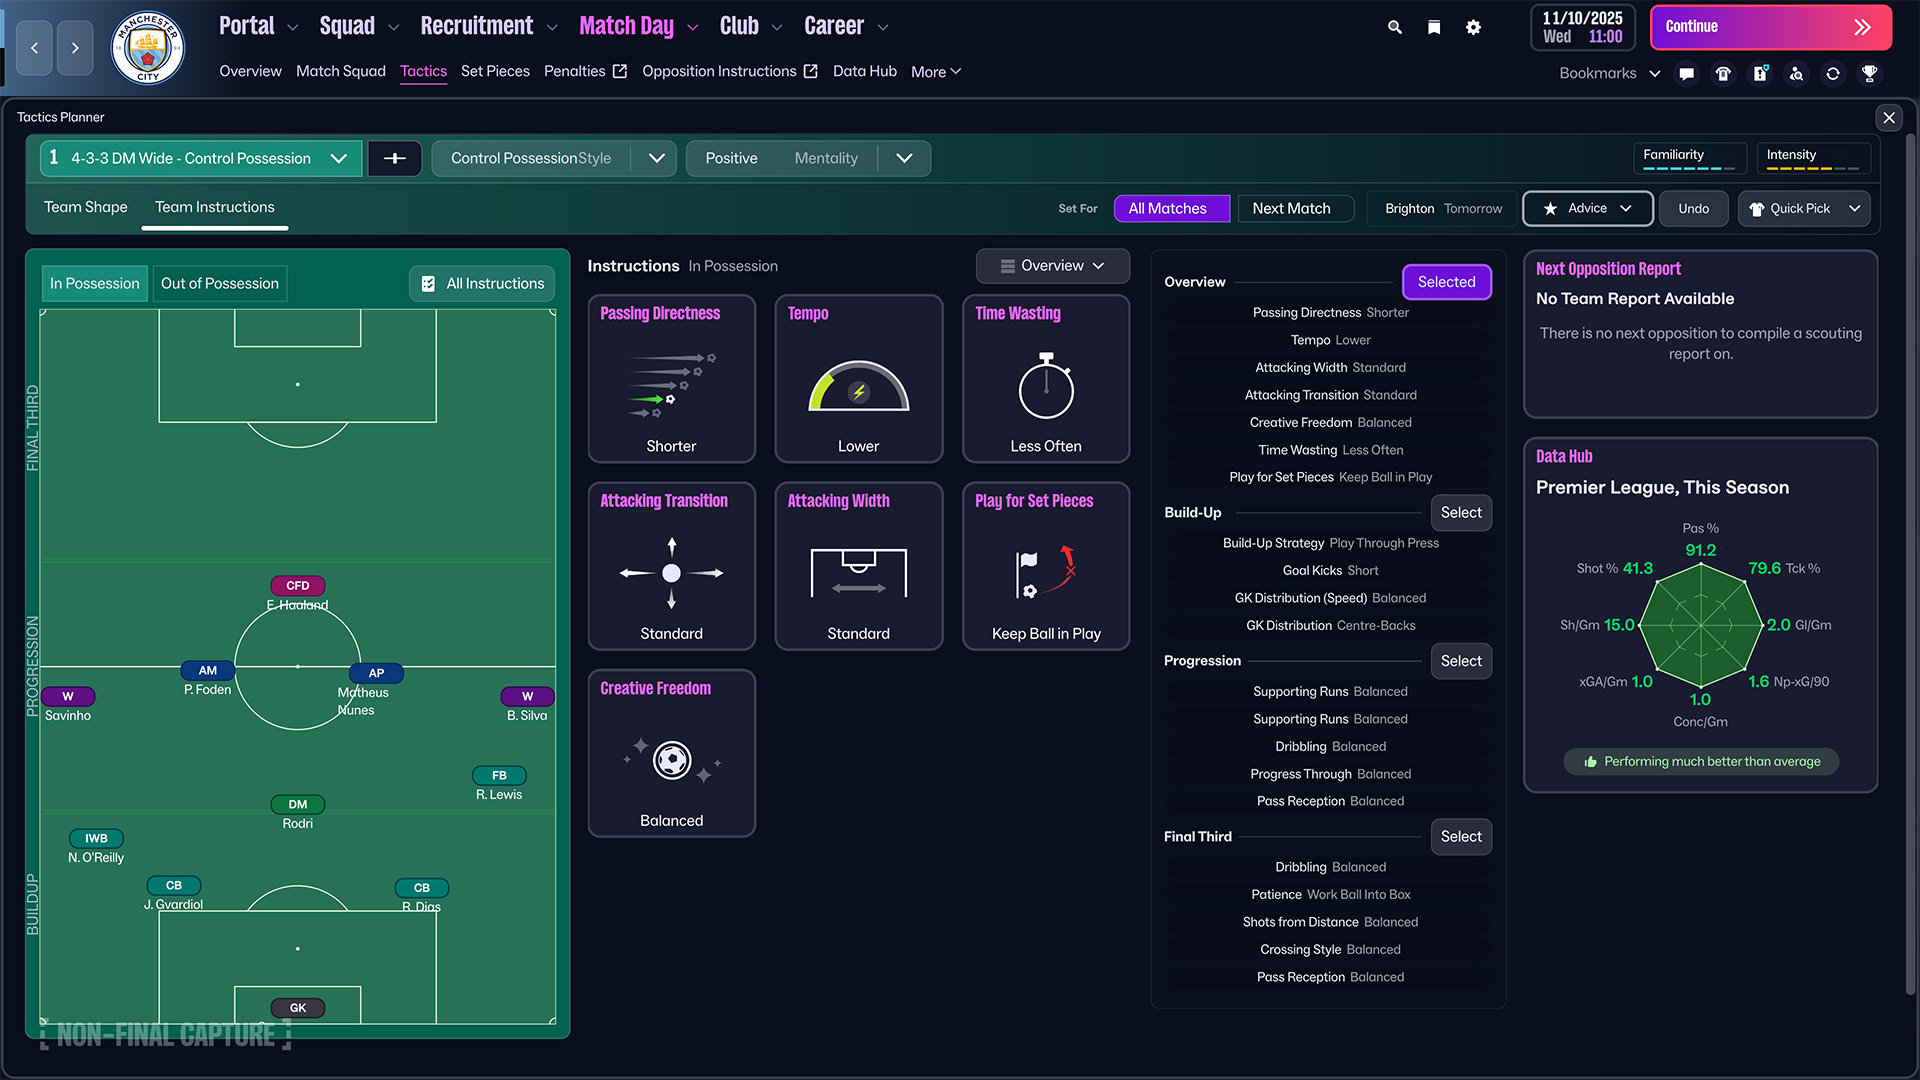 MANCHESTER
18 94
CITY
Portal
Squad
Recruitment
Match Day
Club
Career
11/10/2025
Wed 11:00
Continue
Overview
Match Squad
Tactics
Set Pieces
Penalties
Opposition Instructions
Data Hub
More
Bookmarks
Tactics Planner
1 4-3-3 DM Wide - Control Possession
Control PossessionStyle
Positive Mentality
Familiarity
Intensity
Team Shape
Team Instructions
Set For
All Matches
Next Match
Brighton Tomorrow
Advice
Undo
Quick Pick
In Possession
Out of Possession
All Instructions
FINAL THIRD
PROGRESSION
BUILDUP
CFD
E. Haaland
AM
P. Foden
AP
Matheus
Nunes
W
Savinho
W
B. Silva
FB
R. Lewis
DM
Rodri
IWB
N. O'Reilly
CB
J. Gvardiol
CB
R. Dias
GK
NON-FINAL CAPTURE
Instructions In Possession
Overview
Passing Directness
Shorter
Tempo
Lower
Time Wasting
Less Often
Attacking Transition
Standard
Attacking Width
Standard
Play for Set Pieces
Keep Ball in Play
Creative Freedom
Balanced
Overview
Selected
Passing Directness Shorter
Tempo Lower
Attacking Width Standard
Attacking Transition Standard
Creative Freedom Balanced
Time Wasting Less Often
Play for Set Pieces Keep Ball in Play
Build-Up
Select
Build-Up Strategy Play Through Press
Goal Kicks Short
GK Distribution (Speed) Balanced
GK Distribution Centre-Backs
Progression
Select
Supporting Runs Balanced
Supporting Runs Balanced
Dribbling Balanced
Progress Through Balanced
Pass Reception Balanced
Final Third
Select
Dribbling Balanced
Patience Work Ball Into Box
Shots from Distance Balanced
Crossing Style Balanced
Pass Reception Balanced
Next Opposition Report
No Team Report Available
There is no next opposition to compile a scouting
report on.
Data Hub
Premier League, This Season
Pas %
91.2
Shot % 41.3
79.6 Tck %
Sh/Gm 15.0
2.0 Gl/Gm
xGA/Gm 1.0
1.6 Np-xG/90
1.0
Conc/Gm
Performing much better than average